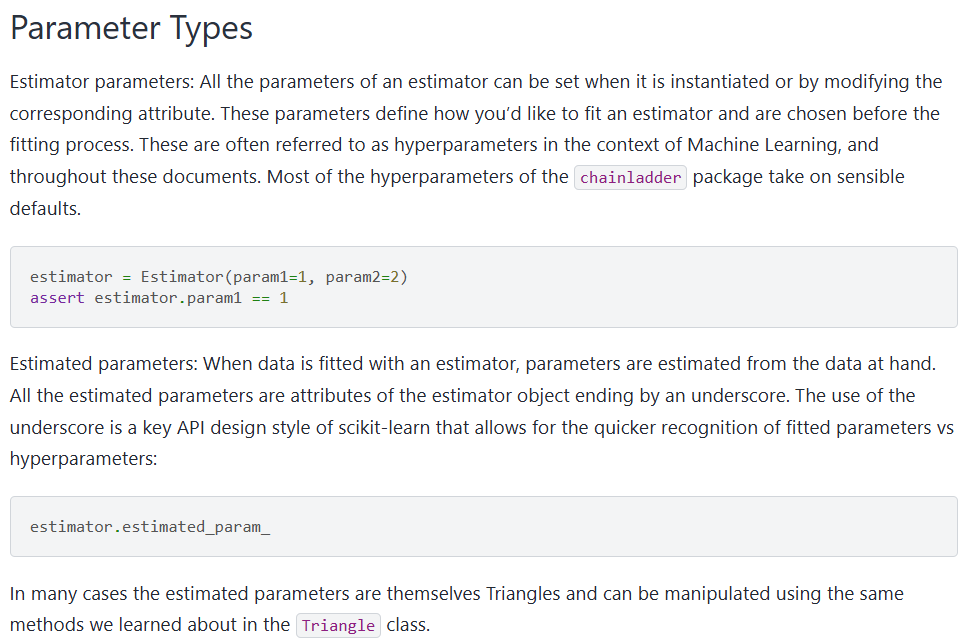 Parameter Types
Estimator parameters: All the parameters of an estimator can be set when it is instantiated or by modifying the
corresponding attribute. These parameters define how you’d like to fit an estimator and are chosen before the
fitting process. These are often referred to as hyperparameters in the context of Machine Learning, and
throughout these documents. Most of the hyperparameters of the chainladder package take on sensible
defaults.
estimator = Estimator(param1=1, param2=2)
assert estimator.param1 == 1
Estimated parameters: When data is fitted with an estimator, parameters are estimated from the data at hand.
All the estimated parameters are attributes of the estimator object ending by an underscore. The use of the
underscore is a key API design style of scikit-learn that allows for the quicker recognition of fitted parameters vs
hyperparameters:
estimator.estimated_param_
In many cases the estimated parameters are themselves Triangles and can be manipulated using the same
methods we learned about in the Triangle class.